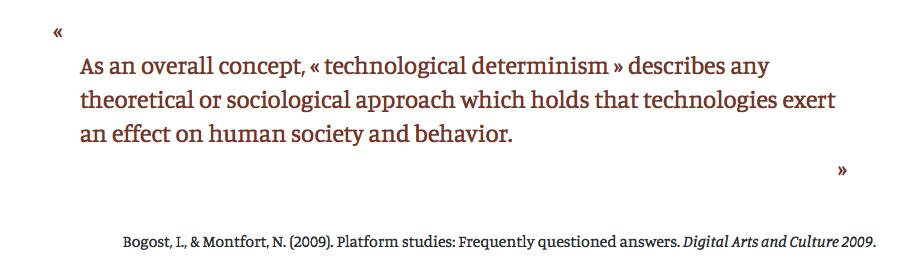 «
As an overall concept, « technological determinism » describes any
theoretical or sociological approach which holds that technologies exert
an effect on human society and behavior.
»
Bogost, I., & Montfort, N. (2009). Platform studies: Frequently questioned answers. Digital Arts and Culture 2009.